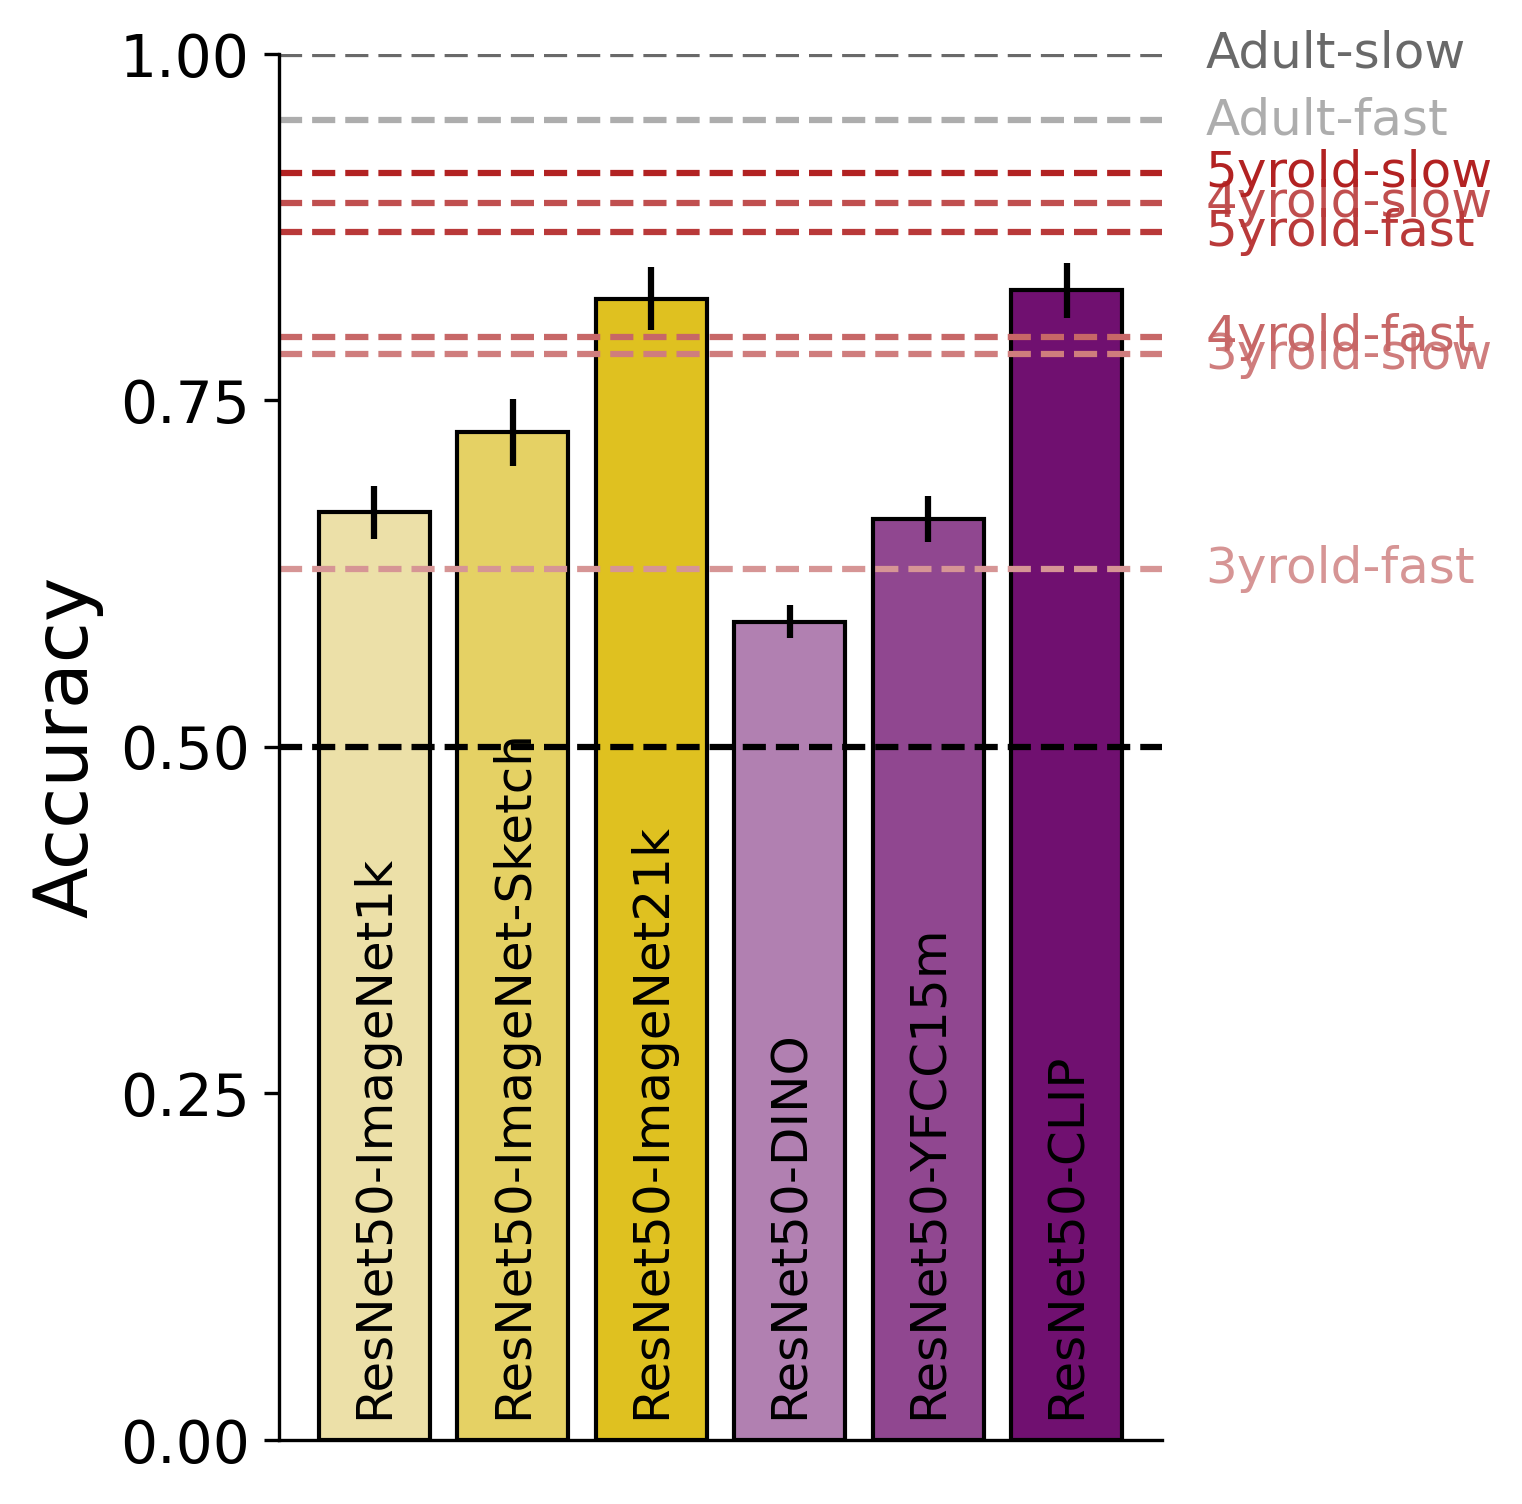 Accuracy
1.00
0.75
0.50
0.25
0.00
Adult-slow
Adult-fast
5yrold-slow
4yrold-slow
5yrold-fast
4yrold-fast
3yrold-slow
3yrold-fast
ResNet50-ImageNet1k
ResNet50-ImageNet-Sketch
ResNet50-ImageNet21k
ResNet50-DINO
ResNet50-YFCC15m
ResNet50-CLIP